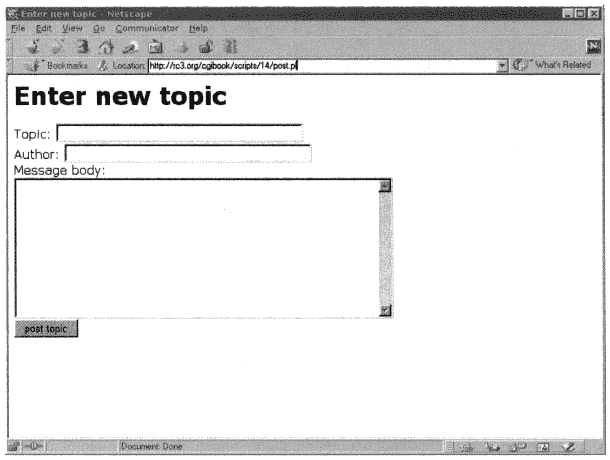 Enter new topic - Netscape
File Edit View Go Communicator Help
Bookmarks Location: http://rc3.org/cgibook/scripts/14/post.pl What's Related
Enter new topic
Topic:
Author:
Message body:
post topic
Document: Done